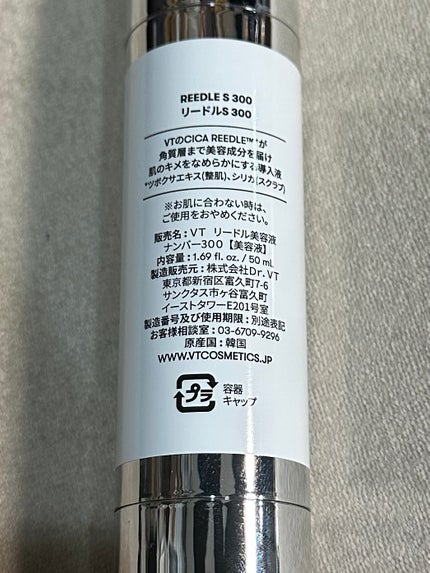 REEDLE S 300
リードルS 300
VTのCICA REEDLE™*が
角質層まで美容成分を届け
肌のキメをなめらかにする導入液
*ツボクサエキス(整肌)、シリカ(スクラブ)
※お肌に合わない時は、
ご使用をおやめください。
販売名：VT リードル美容液
ナンバー300【美容液】
内容量：1.69 fl. oz. / 50 mL
製造販売元：株式会社Dr. VT
東京都新宿区富久町7-6
サンクタス市ヶ谷富久町
イーストタワーE201号室
製造番号及び使用期限：別途表記
お客様相談室：03-6709-9296
原産国：韓国
WWW.VTCOSMETICS.JP
プラ
容器
キャップ